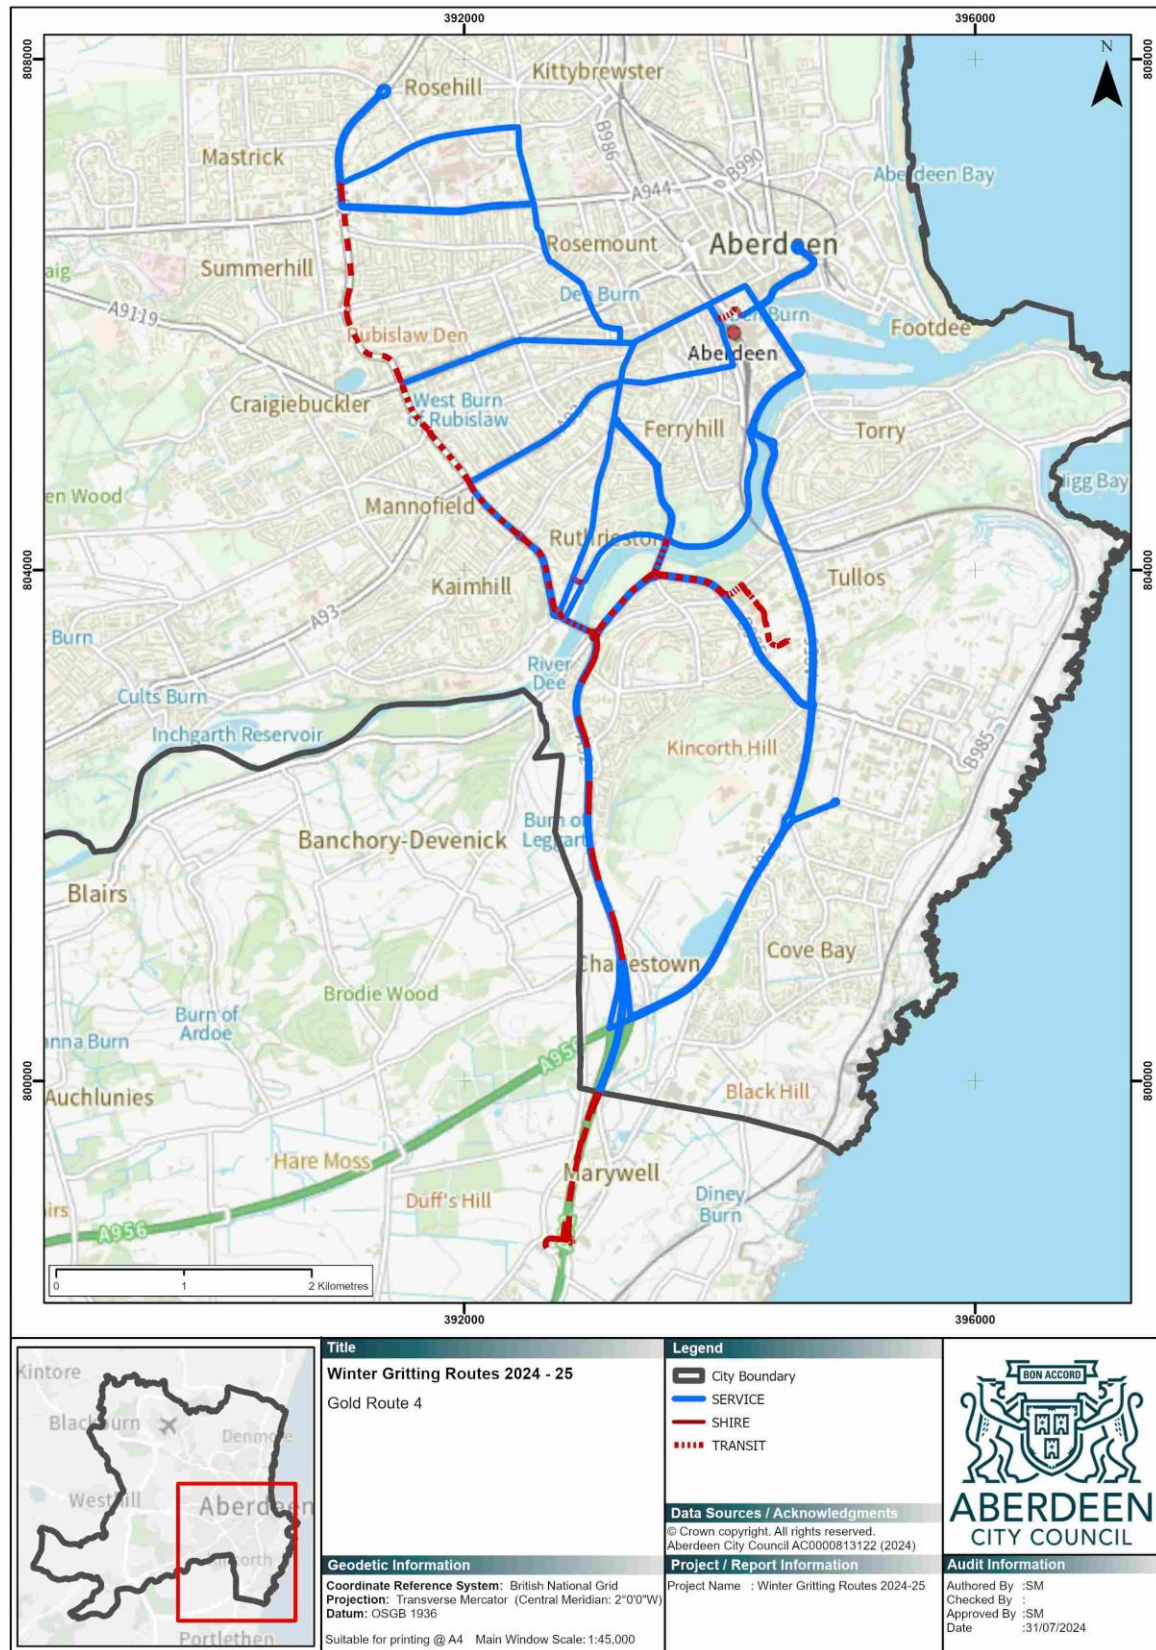 392000
396000
808000
808000
N
Kittybrewster
Rosehill
B986
Mastrick
B990
A944
Aberdeen Bay
Rosemount
Aberdeen
Summerhill
Den Burn
A9119
Footdee
Rubislaw Den
Aberdeen
Craigiebuckler
West Burn
of Rubislaw
Ferryhill
Torry
Mannofield
Ruthrieston
804000
804000
Kaimhill
Tullos
A93
Burn
River
Dee
Cults Burn
Inchgarth Reservoir
Kincorth Hill
B985
Burn of
Leggart
Banchory-Devenick
Blairs
Cove Bay
Charlestown
Brodie Wood
Burn of
Ardoe
800000
800000
Auchlunies
Black Hill
Hare Moss
Marywell
Duff's Hill
Diney
Burn
A956
0 1 2 Kilometres
392000
396000
Kintore
Blackburn
Denmore
Westhill
Aberdeen
Portlethen
Title
Winter Gritting Routes 2024 - 25
Gold Route 4
Geodetic Information
Coordinate Reference System: British National Grid
Projection: Transverse Mercator (Central Meridian: 2°0'0"W)
Datum: OSGB 1936
Suitable for printing @ A4 Main Window Scale: 1:45,000
Legend
City Boundary
SERVICE
SHIRE
TRANSIT
Data Sources / Acknowledgments
© Crown copyright. All rights reserved.
Aberdeen City Council AC0000813122 (2024)
Project / Report Information
Project Name : Winter Gritting Routes 2024-25
BON ACCORD
ABERDEEN
CITY COUNCIL
Audit Information
Authored By :SM
Checked By :
Approved By :SM
Date :31/07/2024